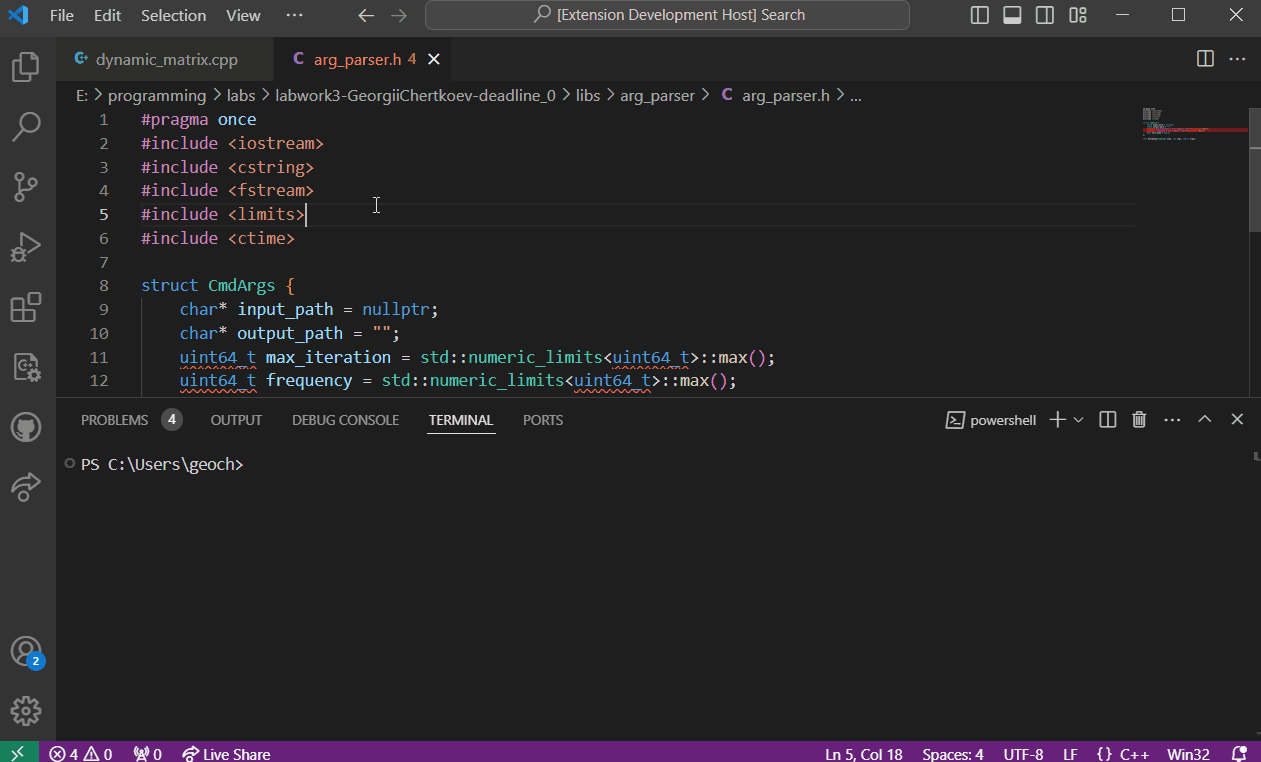 File Edit Selection View ··· [Extension Development Host] Search
dynamic_matrix.cpp C arg_parser.h 4
E: > programming > labs > labwork3-GeorgiiChertkoev-deadline_0 > libs > arg_parser > C arg_parser.h > ...
1 #pragma once
2 #include <iostream>
3 #include <cstring>
4 #include <fstream>
5 #include <limits>
6 #include <ctime>
7
8 struct CmdArgs {
9 char* input_path = nullptr;
10 char* output_path = "";
11 uint64_t max_iteration = std::numeric_limits<uint64_t>::max();
12 uint64_t frequency = std::numeric_limits<uint64_t>::max();
PROBLEMS 4 OUTPUT DEBUG CONSOLE TERMINAL PORTS powershell
PS C:\Users\geoch>
2
4 0 0 Live Share Ln 5, Col 18 Spaces: 4 UTF-8 LF {} C++ Win32